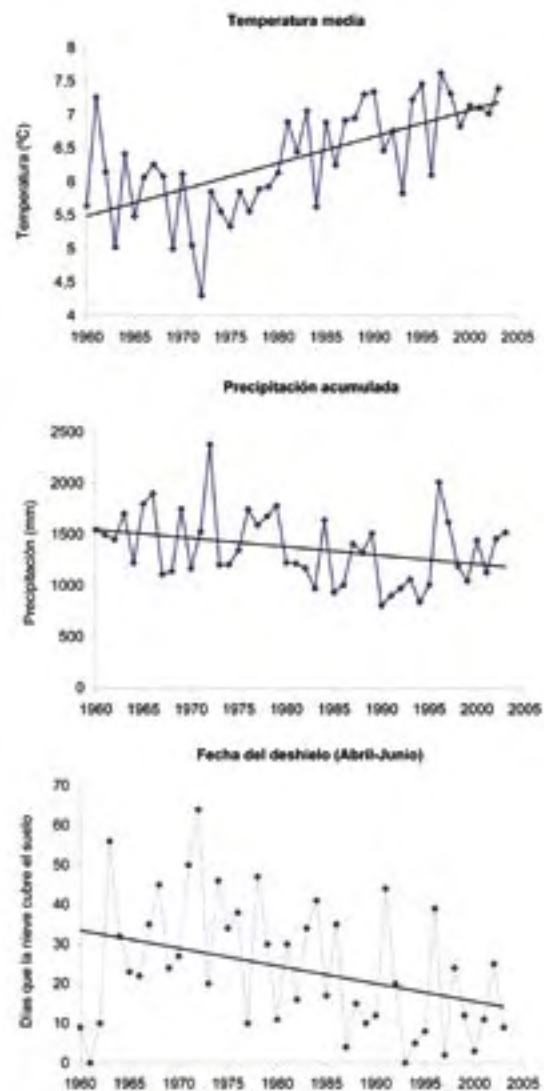 Temperatura media
Temperatura (ºC)
8
7.5
7
6.5
6
5.5
5
4.5
4
1960 1965 1970 1975 1980 1985 1990 1995 2000 2005
Precipitación acumulada
Precipitación (mm)
2500
2000
1500
1000
500
0
1960 1965 1970 1975 1980 1985 1990 1995 2000 2005
Fecha del deshielo (Abril-Junio)
Días que la nieve cubre el suelo
70
60
50
40
30
20
10
0
1960 1965 1970 1975 1980 1985 1990 1995 2000 2005